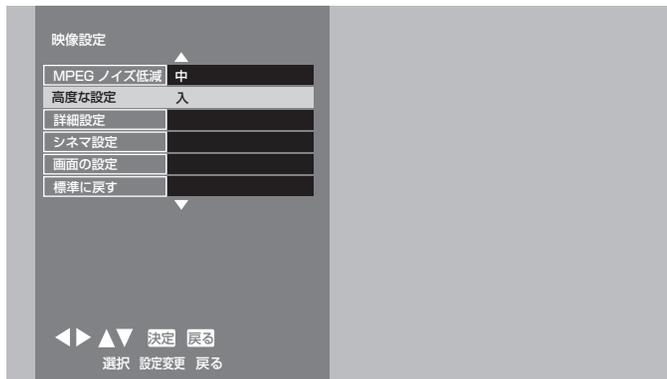 映像設定
MPEG ノイズ低減 中
高度な設定 入
詳細設定
シネマ設定
画面の設定
標準に戻す
決定 戻る
選択 設定変更 戻る